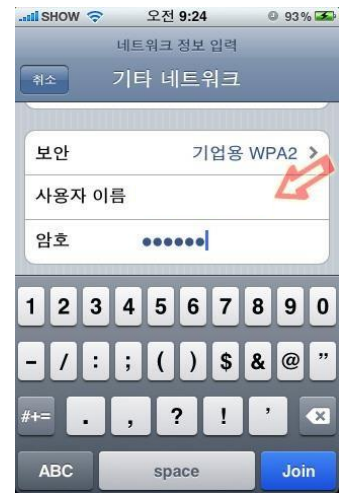 SHOW 오전 9:24 93%
네트워크 정보 입력
취소 기타 네트워크
보안 기업용 WPA2
사용자 이름
암호 ●●●●●●
1 2 3 4 5 6 7 8 9 0
- / : ; ( ) $ & @ ”
#+= . , ? ! ’
ABC space Join